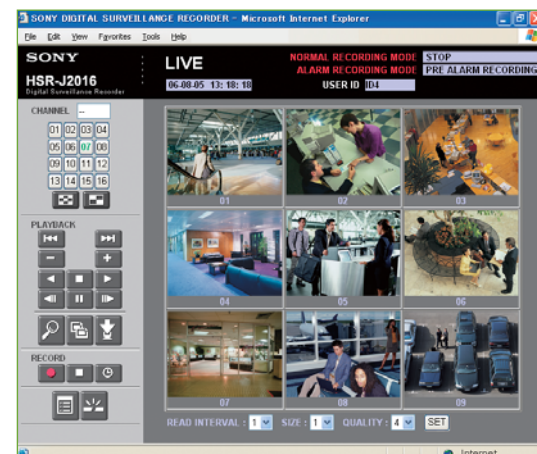 SONY DIGITAL SURVEILLANCE RECORDER - Microsoft Internet Explorer
File Edit View Favorites Tools Help
SONY
HSR-J2016
Digital Surveillance Recorder
LIVE
06-08-05 13: 18: 18
NORMAL RECORDING MODE STOP
ALARM RECORDING MODE PRE ALARM RECORDING
USER ID ID4
CHANNEL --
01 02 03 04
05 06 07 08
09 10 11 12
13 14 15 16
PLAYBACK
RECORD
01 02 03
04 05 06
07 08 09
READ INTERVAL : 1 SIZE : 1 QUALITY : 4 SET
Internet